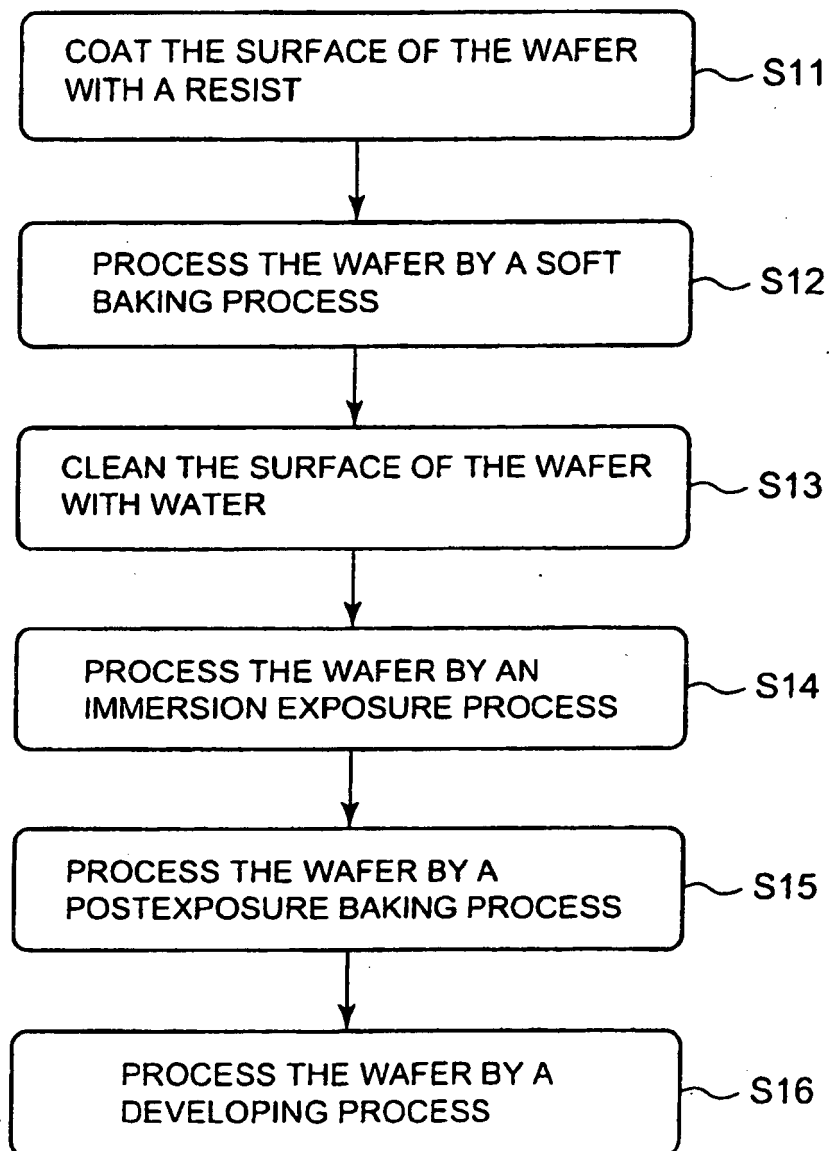 COAT THE SURFACE OF THE WAFER
WITH A RESIST
S11
PROCESS THE WAFER BY A SOFT
BAKING PROCESS
S12
CLEAN THE SURFACE OF THE WAFER
WITH WATER
S13
PROCESS THE WAFER BY AN
IMMERSION EXPOSURE PROCESS
S14
PROCESS THE WAFER BY A
POSTEXPOSURE BAKING PROCESS
S15
PROCESS THE WAFER BY A
DEVELOPING PROCESS
S16